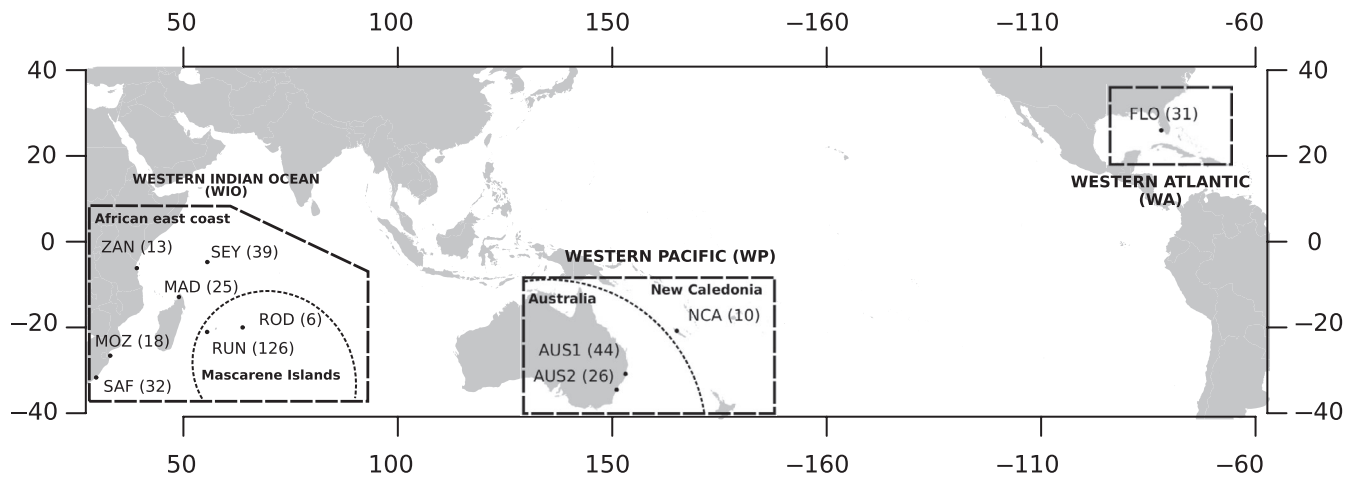 50 100 150 −160 −110 -60
40 40
FLO (31)
20 20
WESTERN INDIAN OCEAN
(WIO)
WESTERN ATLANTIC
(WA)
African east coast
ZAN (13)
SEY (39)
0 0
WESTERN PACIFIC (WP)
MAD (25)
Australia
New Caledonia
ROD (6)
NCA (10)
−20 −20
MOZ (18)
RUN (126)
AUS1 (44)
Mascarene Islands
AUS2 (26)
SAF (32)
−40 −40
50 100 150 −160 −110 −60